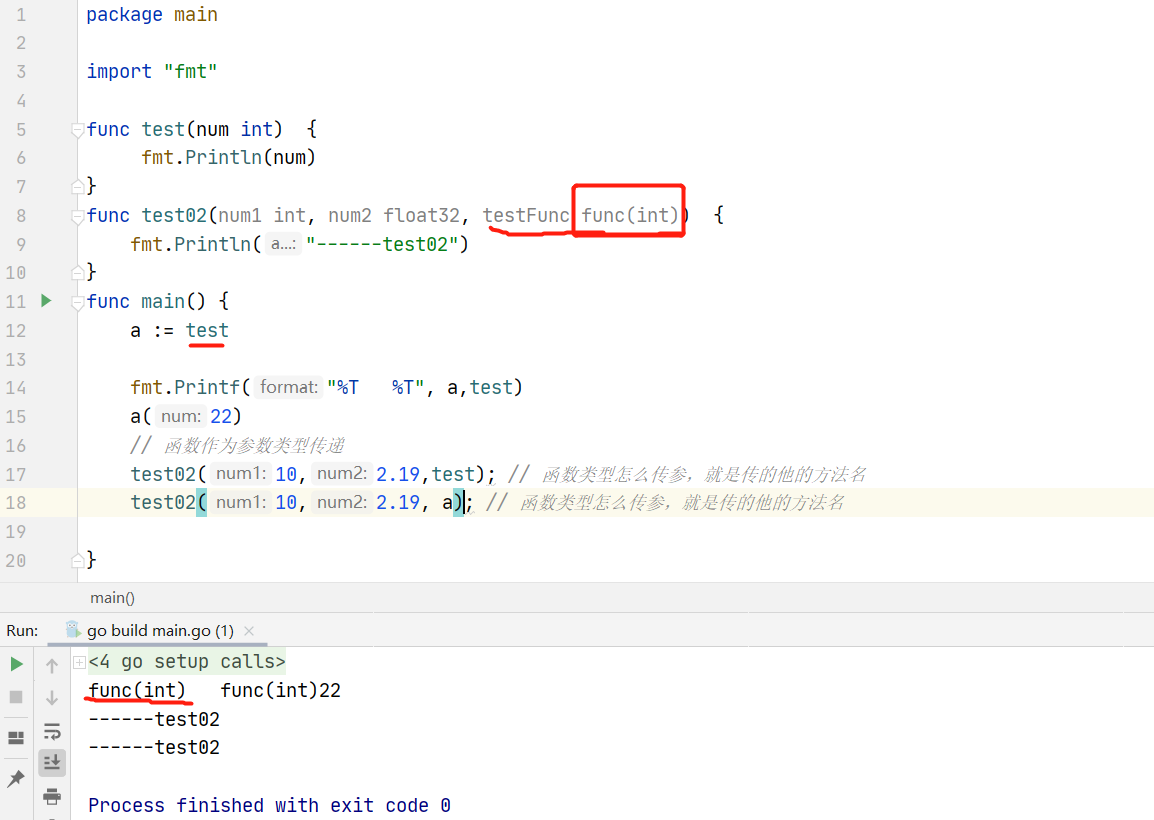 1 package main
2
3 import "fmt"
4
5 func test(num int)  {
6 fmt.Println(num)
7 }
8 func test02(num1 int, num2 float32, testFunc func(int))  {
9 fmt.Println( a...: "------test02")
10 }
11 func main() {
12 a := test
13
14 fmt.Printf( format: "%T   %T", a,test)
15 a( num: 22)
16 // 函数作为参数类型传递
17 test02( num1: 10, num2: 2.19,test); // 函数类型怎么传参，就是传的他的方法名
18 test02( num1: 10, num2: 2.19, a); // 函数类型怎么传参，就是传的他的方法名
19
20 }
main()
Run: go build main.go (1) ×
<4 go setup calls>
func(int)   func(int)22
------test02
------test02
Process finished with exit code 0